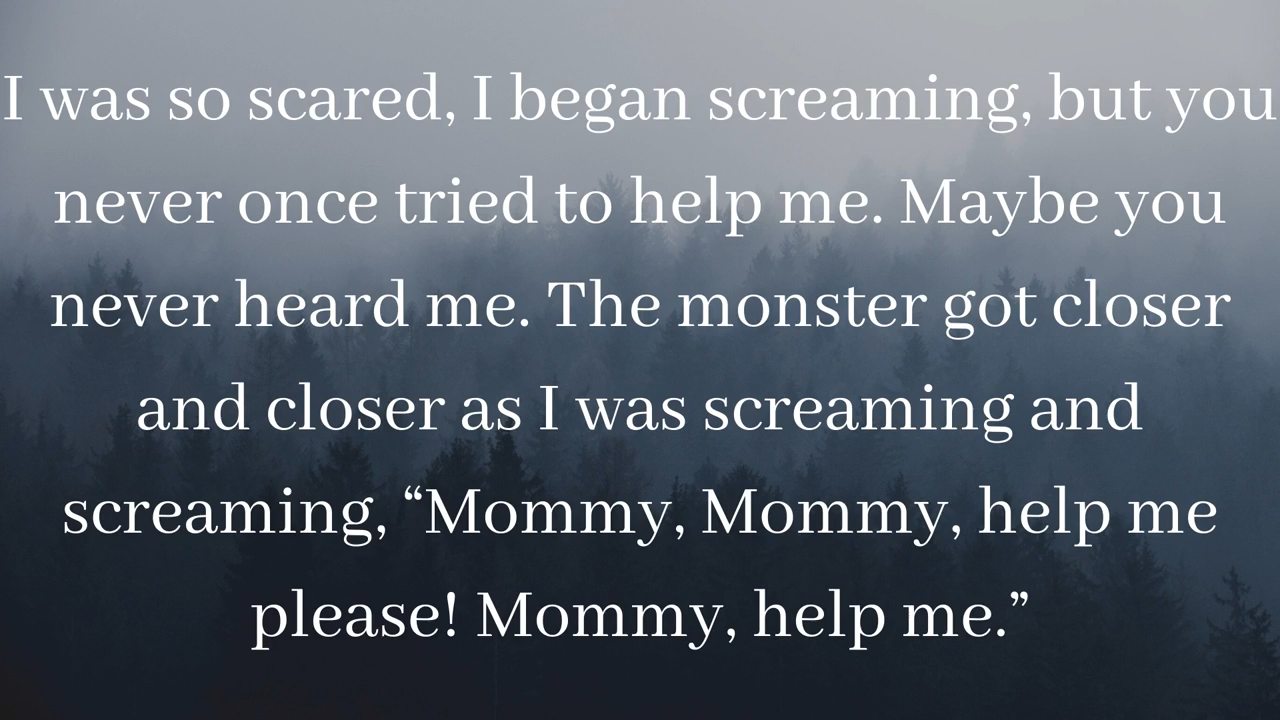 I was so scared, I began screaming, but you
never once tried to help me. Maybe you
never heard me. The monster got closer
and closer as I was screaming and
screaming, “Mommy, Mommy, help me
please! Mommy, help me.”